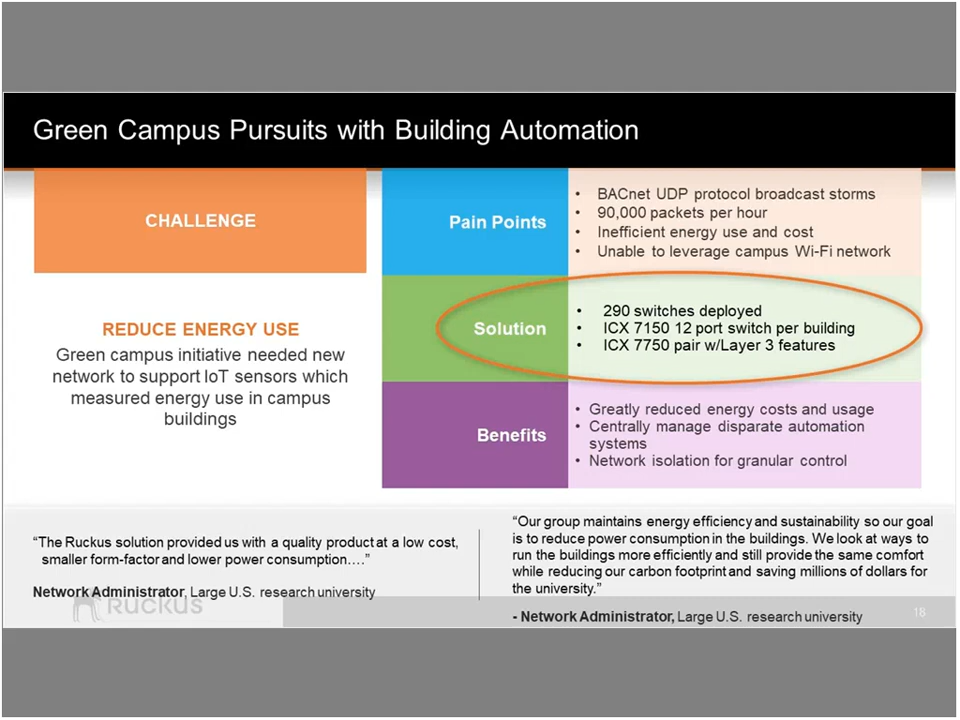 Green Campus Pursuits with Building Automation
CHALLENGE
REDUCE ENERGY USE
Green campus initiative needed new
network to support IoT sensors which
measured energy use in campus
buildings
Pain Points
• BACnet UDP protocol broadcast storms
• 90,000 packets per hour
• Inefficient energy use and cost
• Unable to leverage campus Wi-Fi network
Solution
• 290 switches deployed
• ICX 7150 12 port switch per building
• ICX 7750 pair w/Layer 3 features
Benefits
• Greatly reduced energy costs and usage
• Centrally manage disparate automation
systems
• Network isolation for granular control
“The Ruckus solution provided us with a quality product at a low cost,
smaller form-factor and lower power consumption….”
Network Administrator, Large U.S. research university
“Our group maintains energy efficiency and sustainability so our goal
is to reduce power consumption in the buildings. We look at ways to
run the buildings more efficiently and still provide the same comfort
while reducing our carbon footprint and saving millions of dollars for
the university.”
- Network Administrator, Large U.S. research university
RUCKUS
18